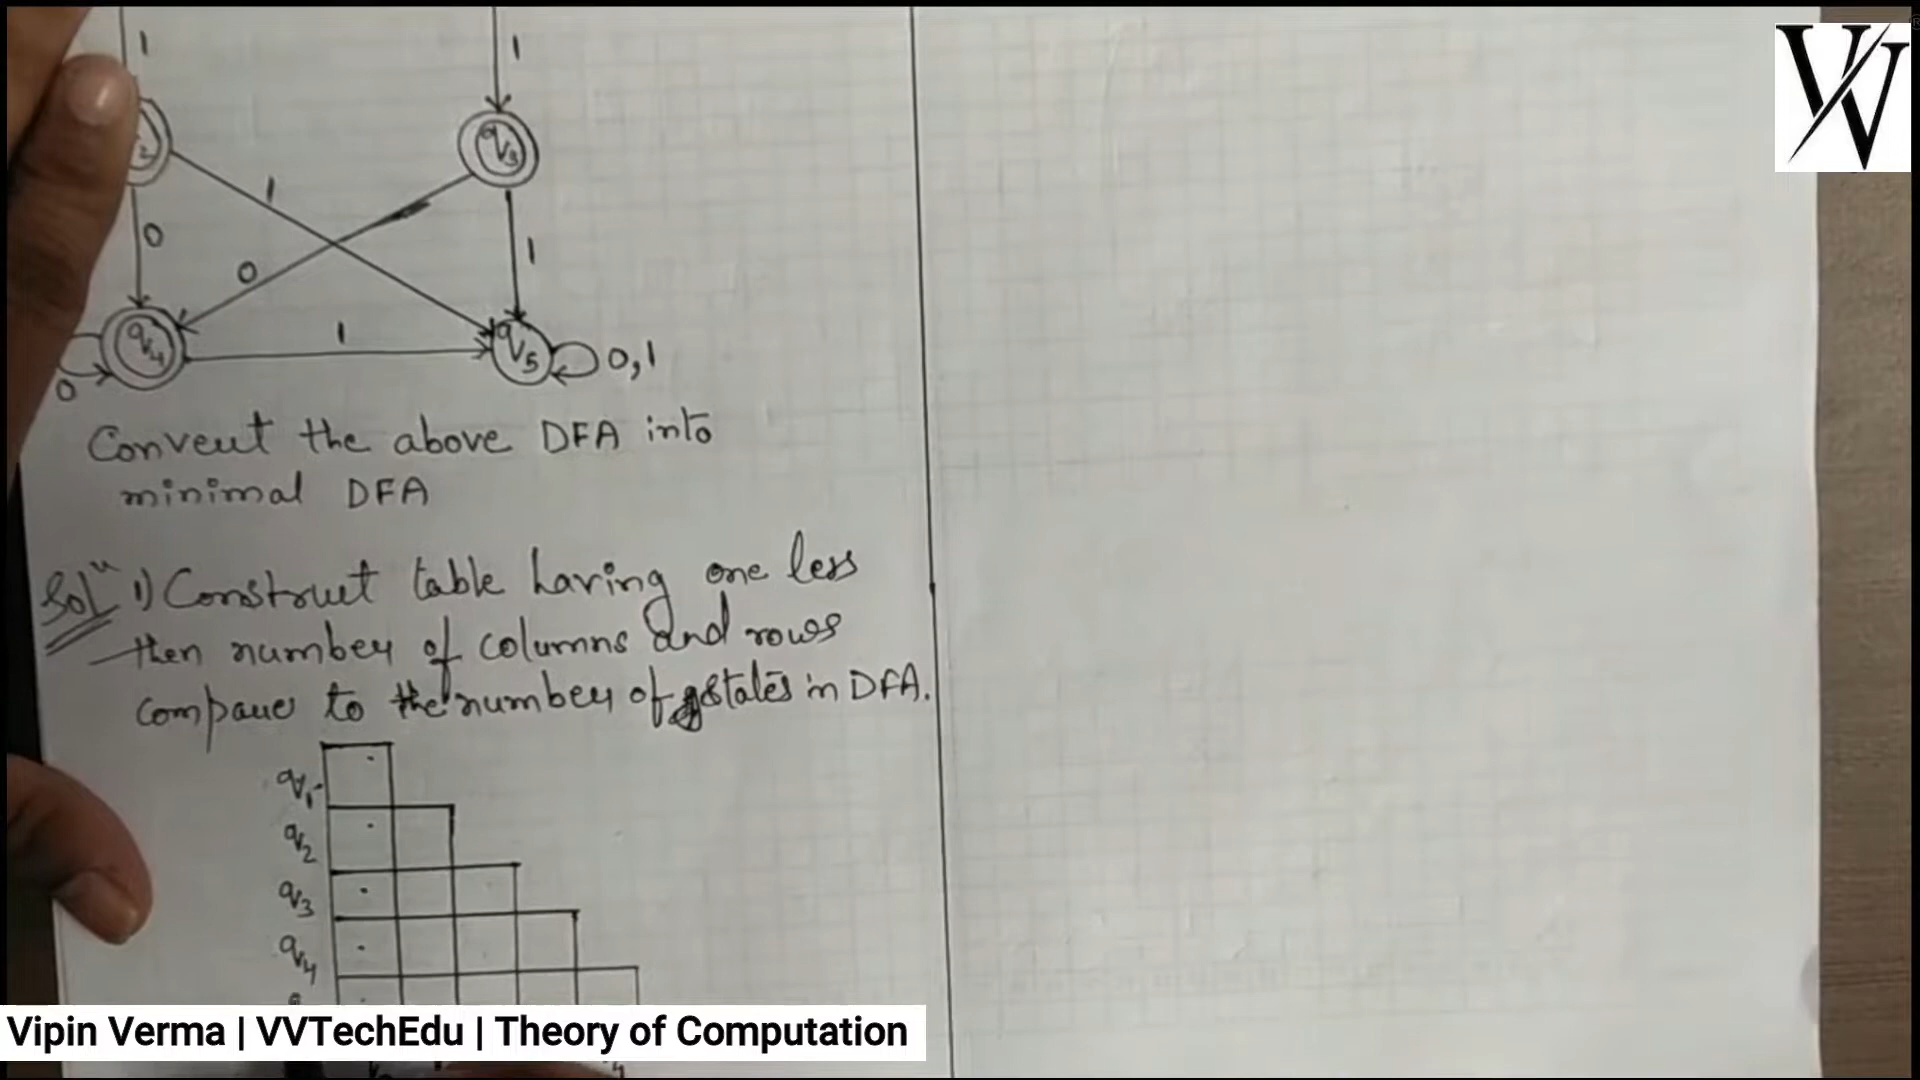 1 1
q3
1
0 0 1
q4 1 q5 0,1
0
Convert the above DFA into
minimal DFA
Soln 1) Construct table having one less
then number of columns and rows
compare to the number of states in DFA.
q1
q2
q3
q4
Vipin Verma | VVTechEdu | Theory of Computation